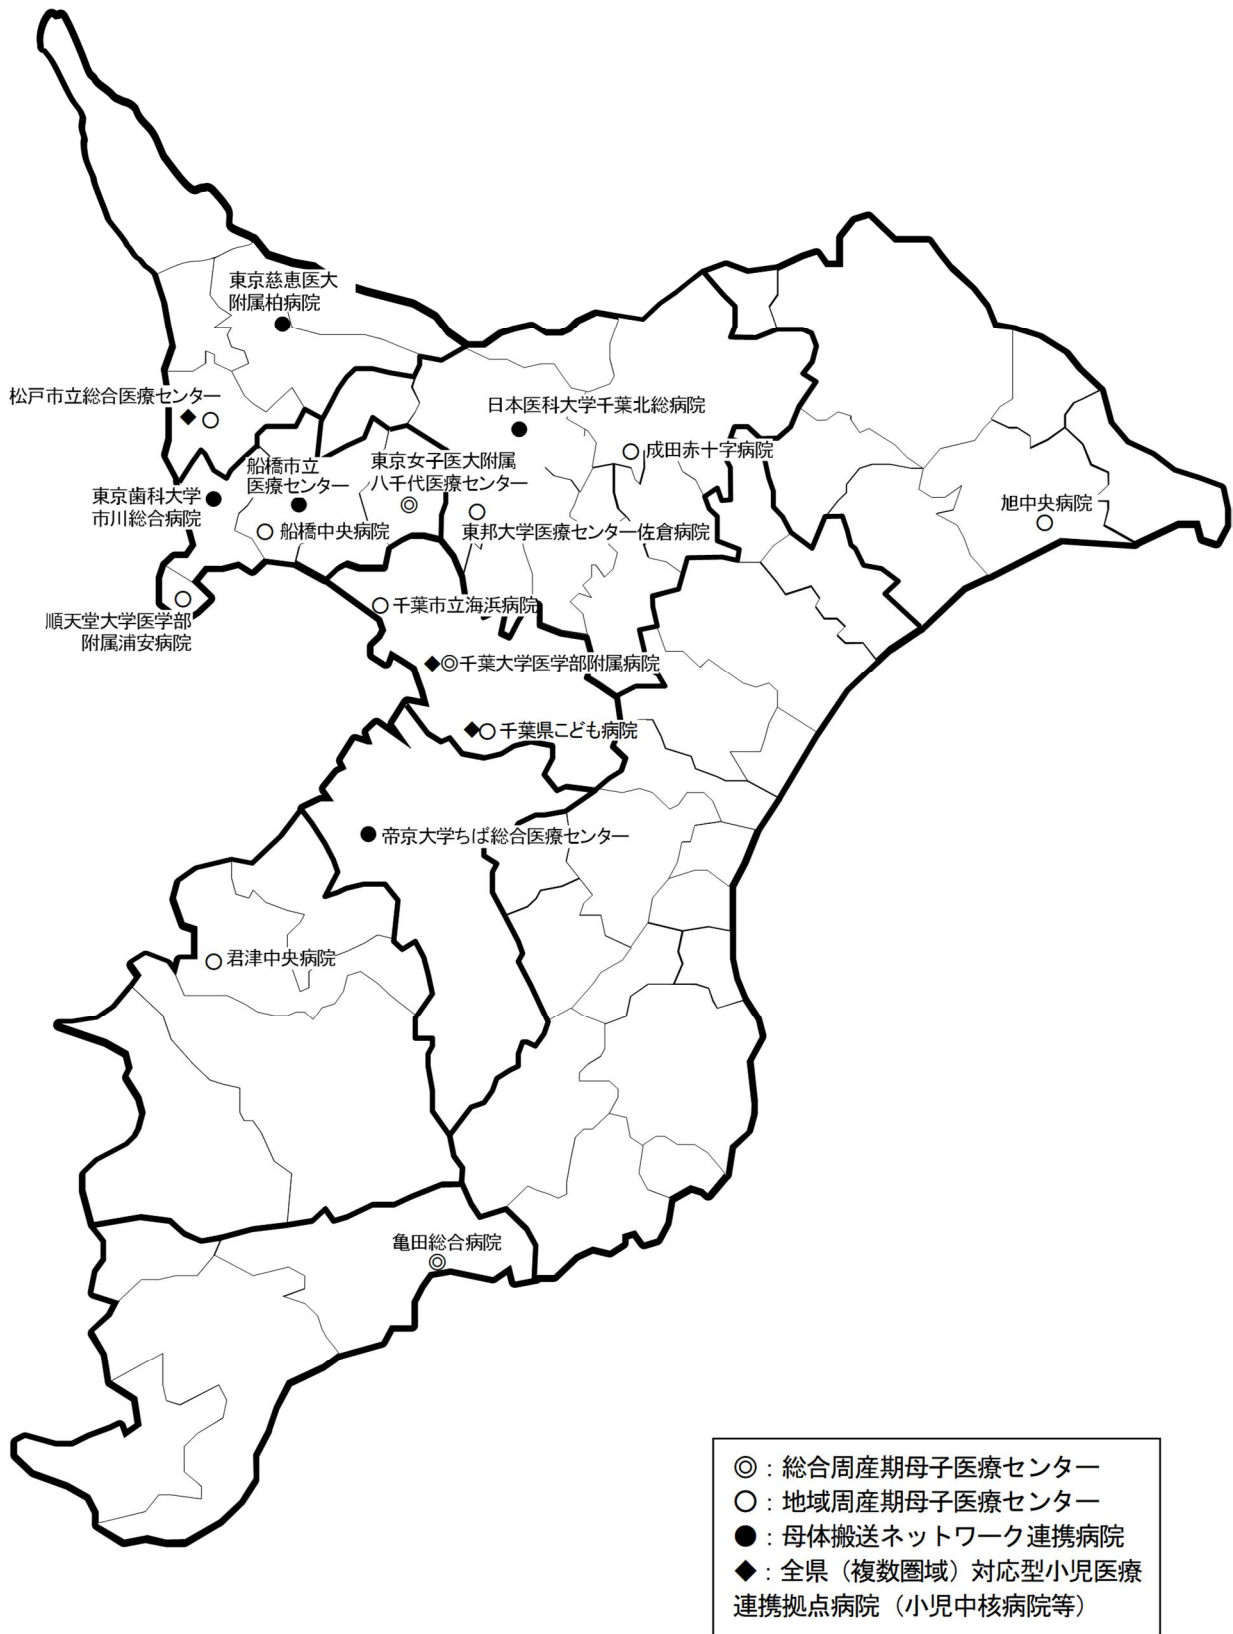 東京慈恵医大
附属柏病院
松戸市立総合医療センター
日本医科大学千葉北総病院
成田赤十字病院
船橋市立
医療センター
東京女子医大附属
八千代医療センター
東京歯科大学
市川総合病院
旭中央病院
船橋中央病院
東邦大学医療センター佐倉病院
順天堂大学医学部
附属浦安病院
千葉市立海浜病院
◆◎千葉大学医学部附属病院
◆○千葉県こども病院
帝京大学ちば総合医療センター
君津中央病院
亀田総合病院
◎：総合周産期母子医療センター
○：地域周産期母子医療センター
●：母体搬送ネットワーク連携病院
◆：全県（複数圏域）対応型小児医療
連携拠点病院（小児中核病院等）